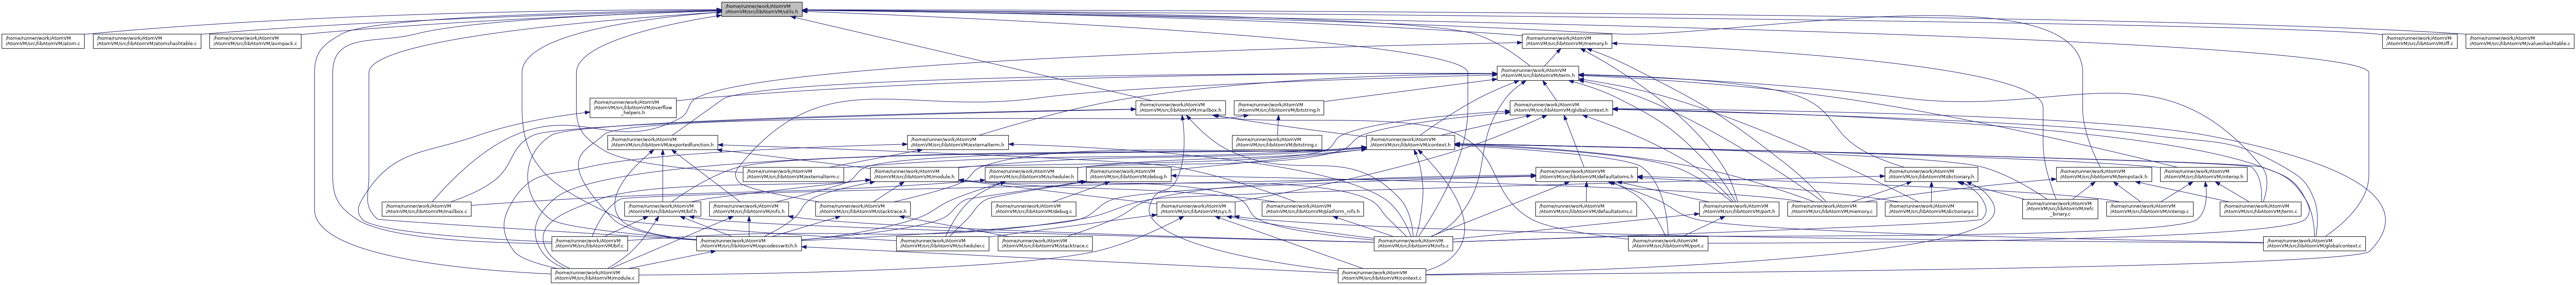 /home/runner/work/AtomVM
/AtomVM/src/libAtomVM/utils.h
/home/runner/work/AtomVM
/AtomVM/src/libAtomVM/atom.c
/home/runner/work/AtomVM
/AtomVM/src/libAtomVM/atomshashtable.c
/home/runner/work/AtomVM
/AtomVM/src/libAtomVM/avmpack.c
/home/runner/work/AtomVM
/AtomVM/src/libAtomVM/memory.h
/home/runner/work/AtomVM
/AtomVM/src/libAtomVM/iff.c
/home/runner/work/AtomVM
/AtomVM/src/libAtomVM/valueshashtable.c
/home/runner/work/AtomVM
/AtomVM/src/libAtomVM/term.h
/home/runner/work/AtomVM
/AtomVM/src/libAtomVM/overflow
_helpers.h
/home/runner/work/AtomVM
/AtomVM/src/libAtomVM/mailbox.h
/home/runner/work/AtomVM
/AtomVM/src/libAtomVM/bitstring.h
/home/runner/work/AtomVM
/AtomVM/src/libAtomVM/globalcontext.h
/home/runner/work/AtomVM
/AtomVM/src/libAtomVM/exportedfunction.h
/home/runner/work/AtomVM
/AtomVM/src/libAtomVM/externalterm.h
/home/runner/work/AtomVM
/AtomVM/src/libAtomVM/bitstring.c
/home/runner/work/AtomVM
/AtomVM/src/libAtomVM/context.h
/home/runner/work/AtomVM
/AtomVM/src/libAtomVM/externalterm.c
/home/runner/work/AtomVM
/AtomVM/src/libAtomVM/module.h
/home/runner/work/AtomVM
/AtomVM/src/libAtomVM/scheduler.h
/home/runner/work/AtomVM
/AtomVM/src/libAtomVM/debug.h
/home/runner/work/AtomVM
/AtomVM/src/libAtomVM/defaultatoms.h
/home/runner/work/AtomVM
/AtomVM/src/libAtomVM/dictionary.h
/home/runner/work/AtomVM
/AtomVM/src/libAtomVM/tempstack.h
/home/runner/work/AtomVM
/AtomVM/src/libAtomVM/interop.h
/home/runner/work/AtomVM
/AtomVM/src/libAtomVM/mailbox.c
/home/runner/work/AtomVM
/AtomVM/src/libAtomVM/bif.h
/home/runner/work/AtomVM
/AtomVM/src/libAtomVM/nifs.h
/home/runner/work/AtomVM
/AtomVM/src/libAtomVM/stacktrace.h
/home/runner/work/AtomVM
/AtomVM/src/libAtomVM/debug.c
/home/runner/work/AtomVM
/AtomVM/src/libAtomVM/sys.h
/home/runner/work/AtomVM
/AtomVM/src/libAtomVM/platform_nifs.h
/home/runner/work/AtomVM
/AtomVM/src/libAtomVM/defaultatoms.c
/home/runner/work/AtomVM
/AtomVM/src/libAtomVM/port.h
/home/runner/work/AtomVM
/AtomVM/src/libAtomVM/memory.c
/home/runner/work/AtomVM
/AtomVM/src/libAtomVM/dictionary.c
/home/runner/work/AtomVM
/AtomVM/src/libAtomVM/refc
_binary.c
/home/runner/work/AtomVM
/AtomVM/src/libAtomVM/interop.c
/home/runner/work/AtomVM
/AtomVM/src/libAtomVM/term.c
/home/runner/work/AtomVM
/AtomVM/src/libAtomVM/bif.c
/home/runner/work/AtomVM
/AtomVM/src/libAtomVM/opcodesswitch.h
/home/runner/work/AtomVM
/AtomVM/src/libAtomVM/scheduler.c
/home/runner/work/AtomVM
/AtomVM/src/libAtomVM/stacktrace.c
/home/runner/work/AtomVM
/AtomVM/src/libAtomVM/nifs.c
/home/runner/work/AtomVM
/AtomVM/src/libAtomVM/port.c
/home/runner/work/AtomVM
/AtomVM/src/libAtomVM/globalcontext.c
/home/runner/work/AtomVM
/AtomVM/src/libAtomVM/module.c
/home/runner/work/AtomVM
/AtomVM/src/libAtomVM/context.c